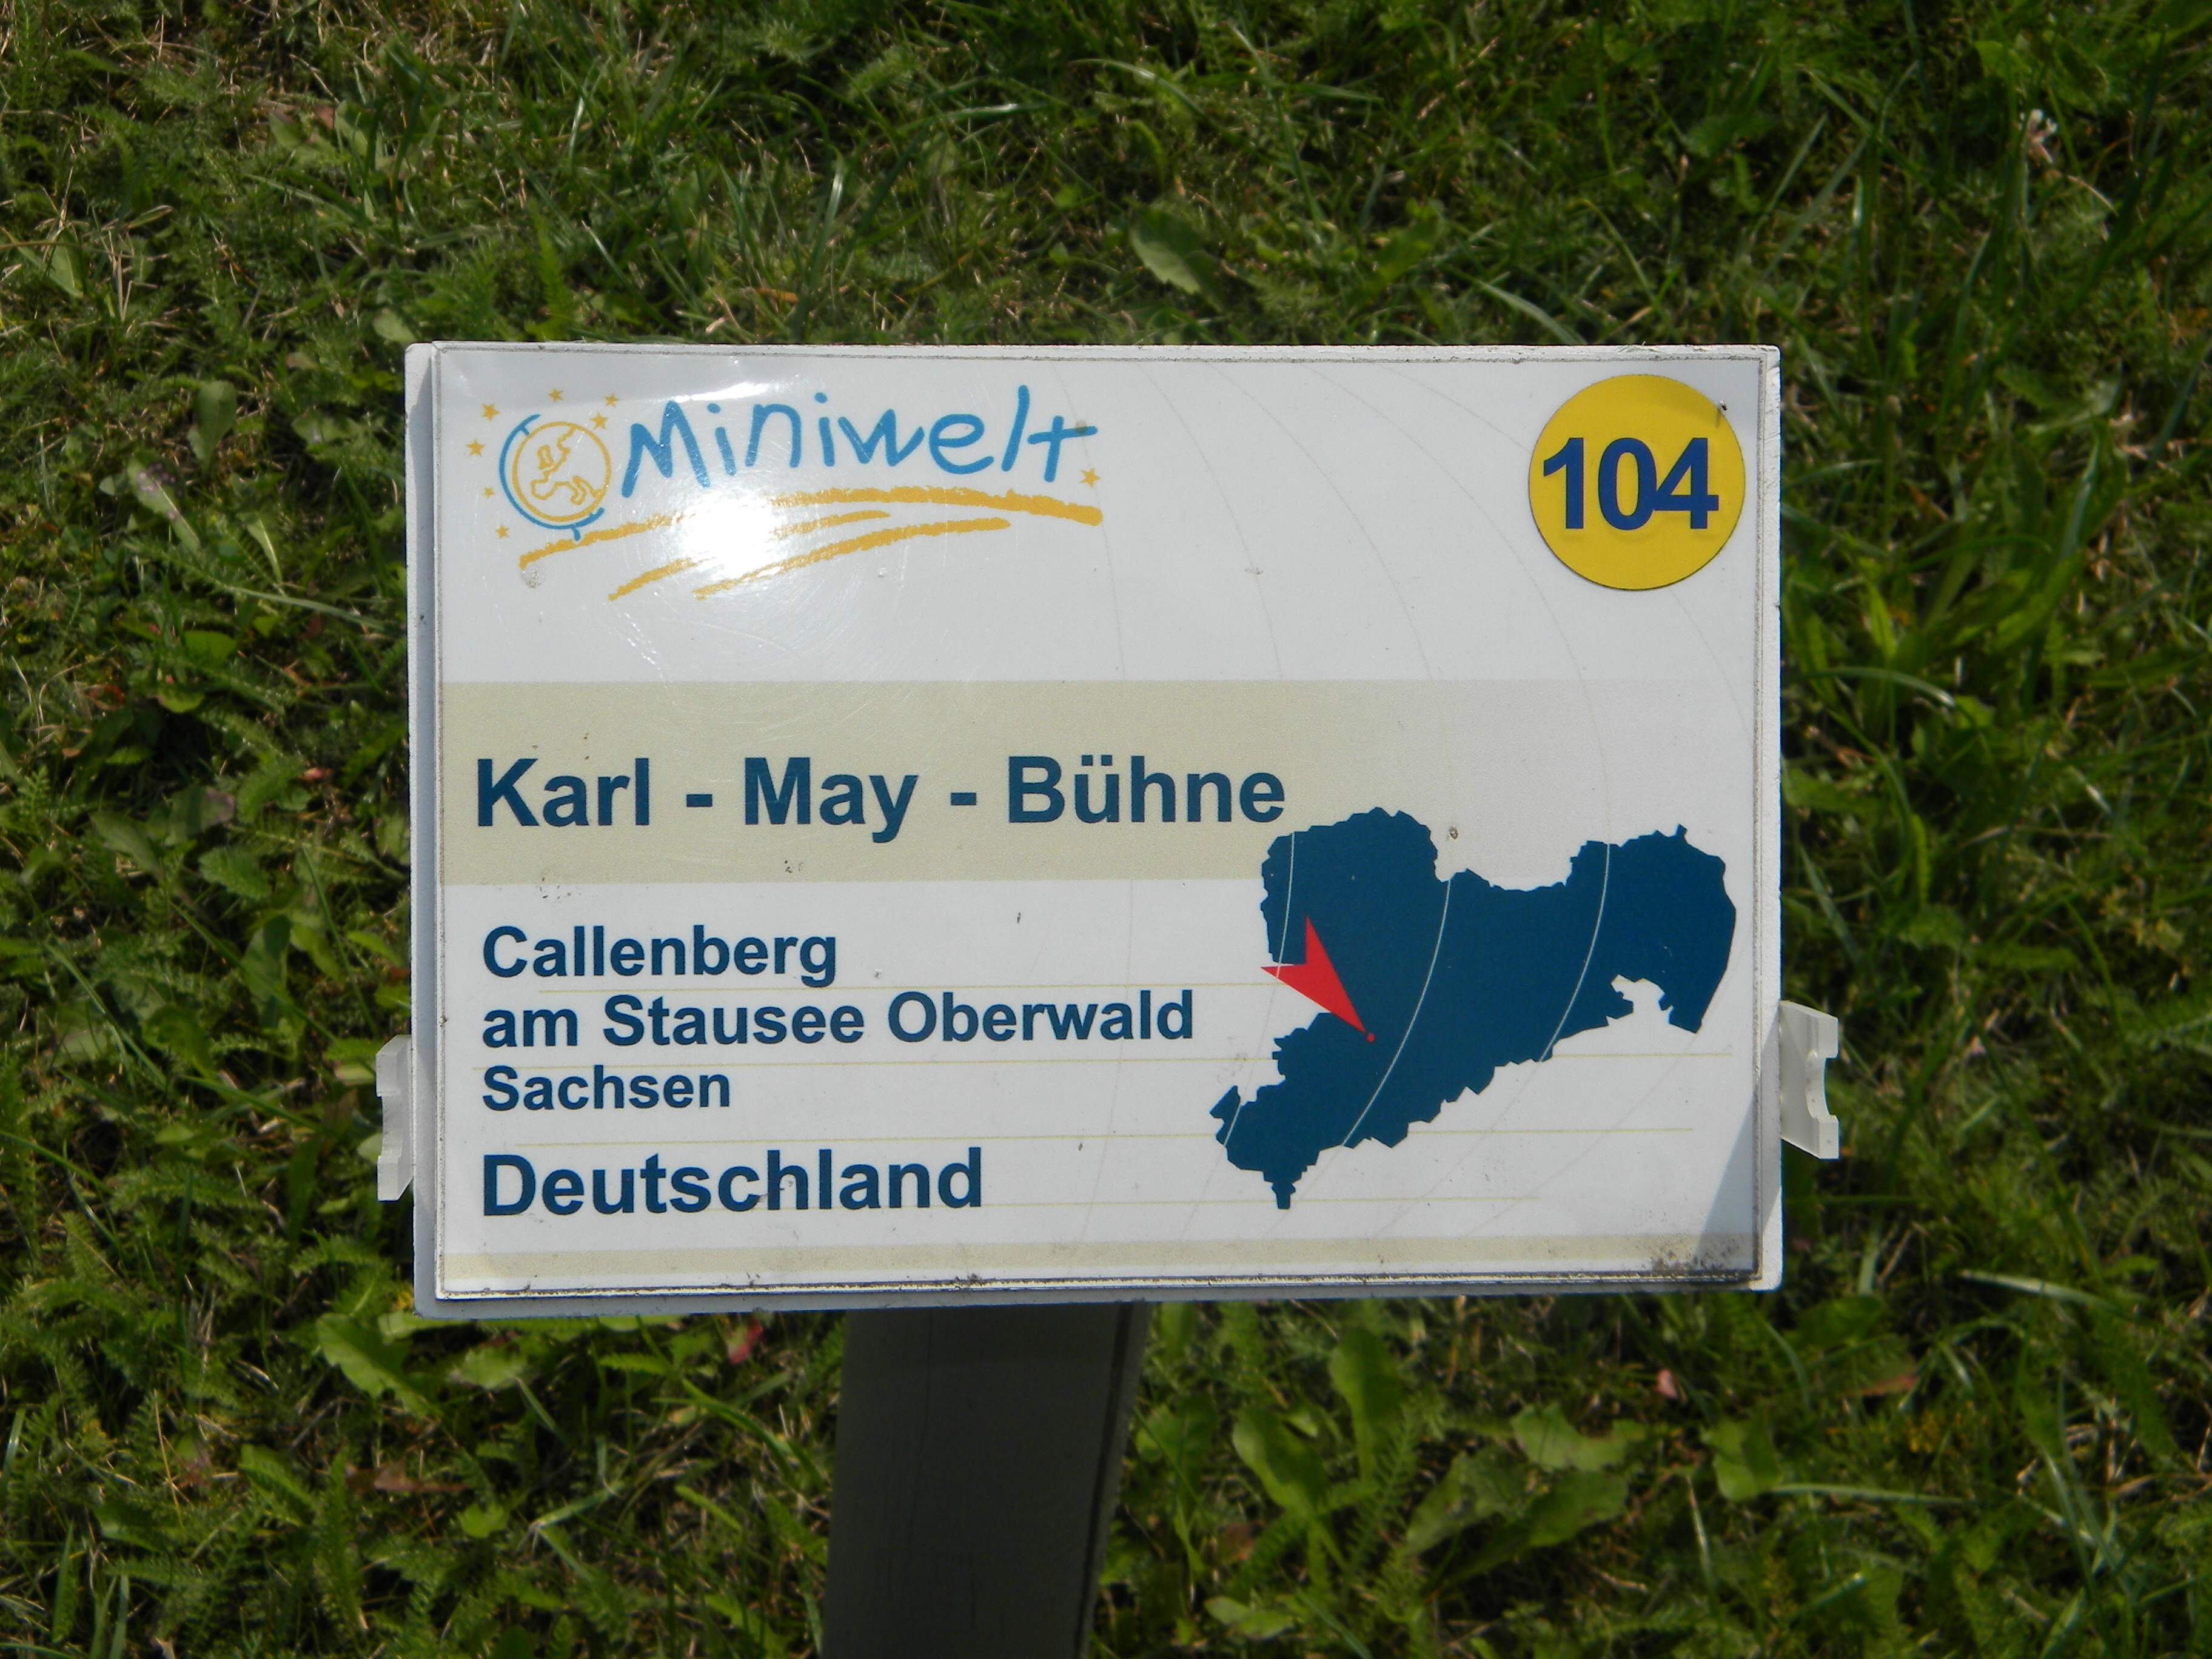 Miniwelt
104
Karl - May - Bühne
Callenberg
am Stausee Oberwald
Sachsen
Deutschland